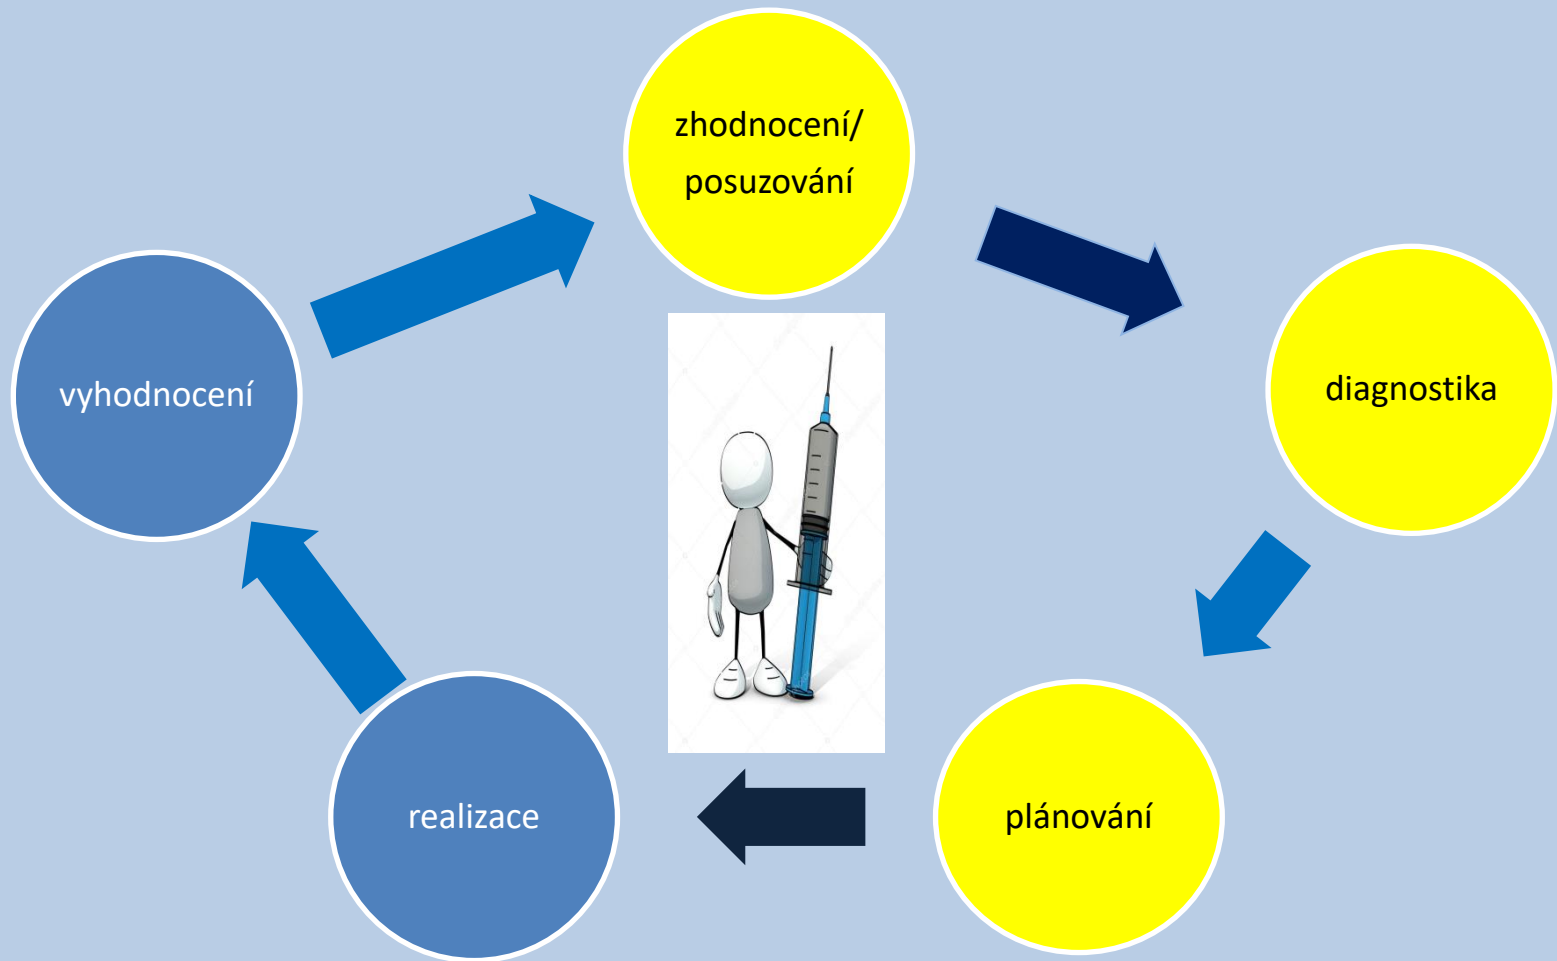 zhodnocení/
posuzování
diagnostika
plánování
realizace
vyhodnocení